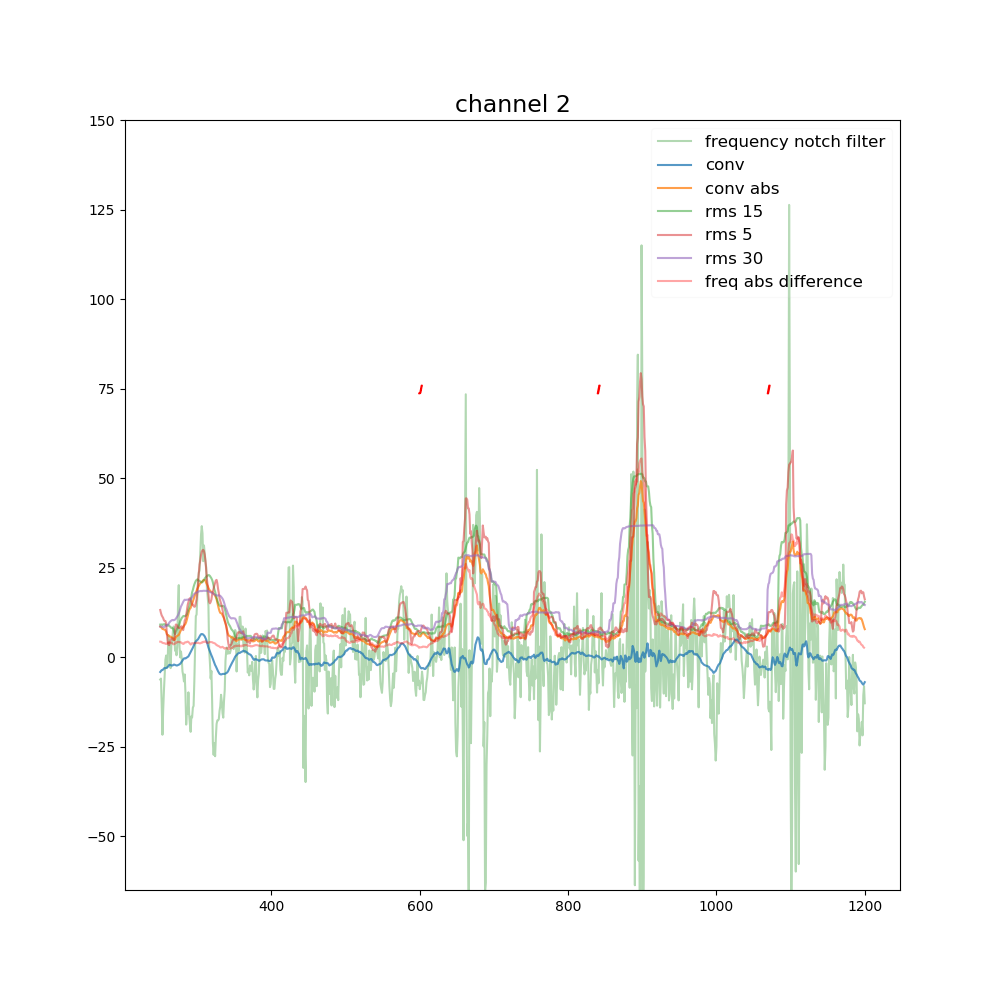 channel 2
150
125
100
75
50
25
0
−25
−50
frequency notch filter
conv
conv abs
rms 15
rms 5
rms 30
freq abs difference
400 600 800 1000 1200